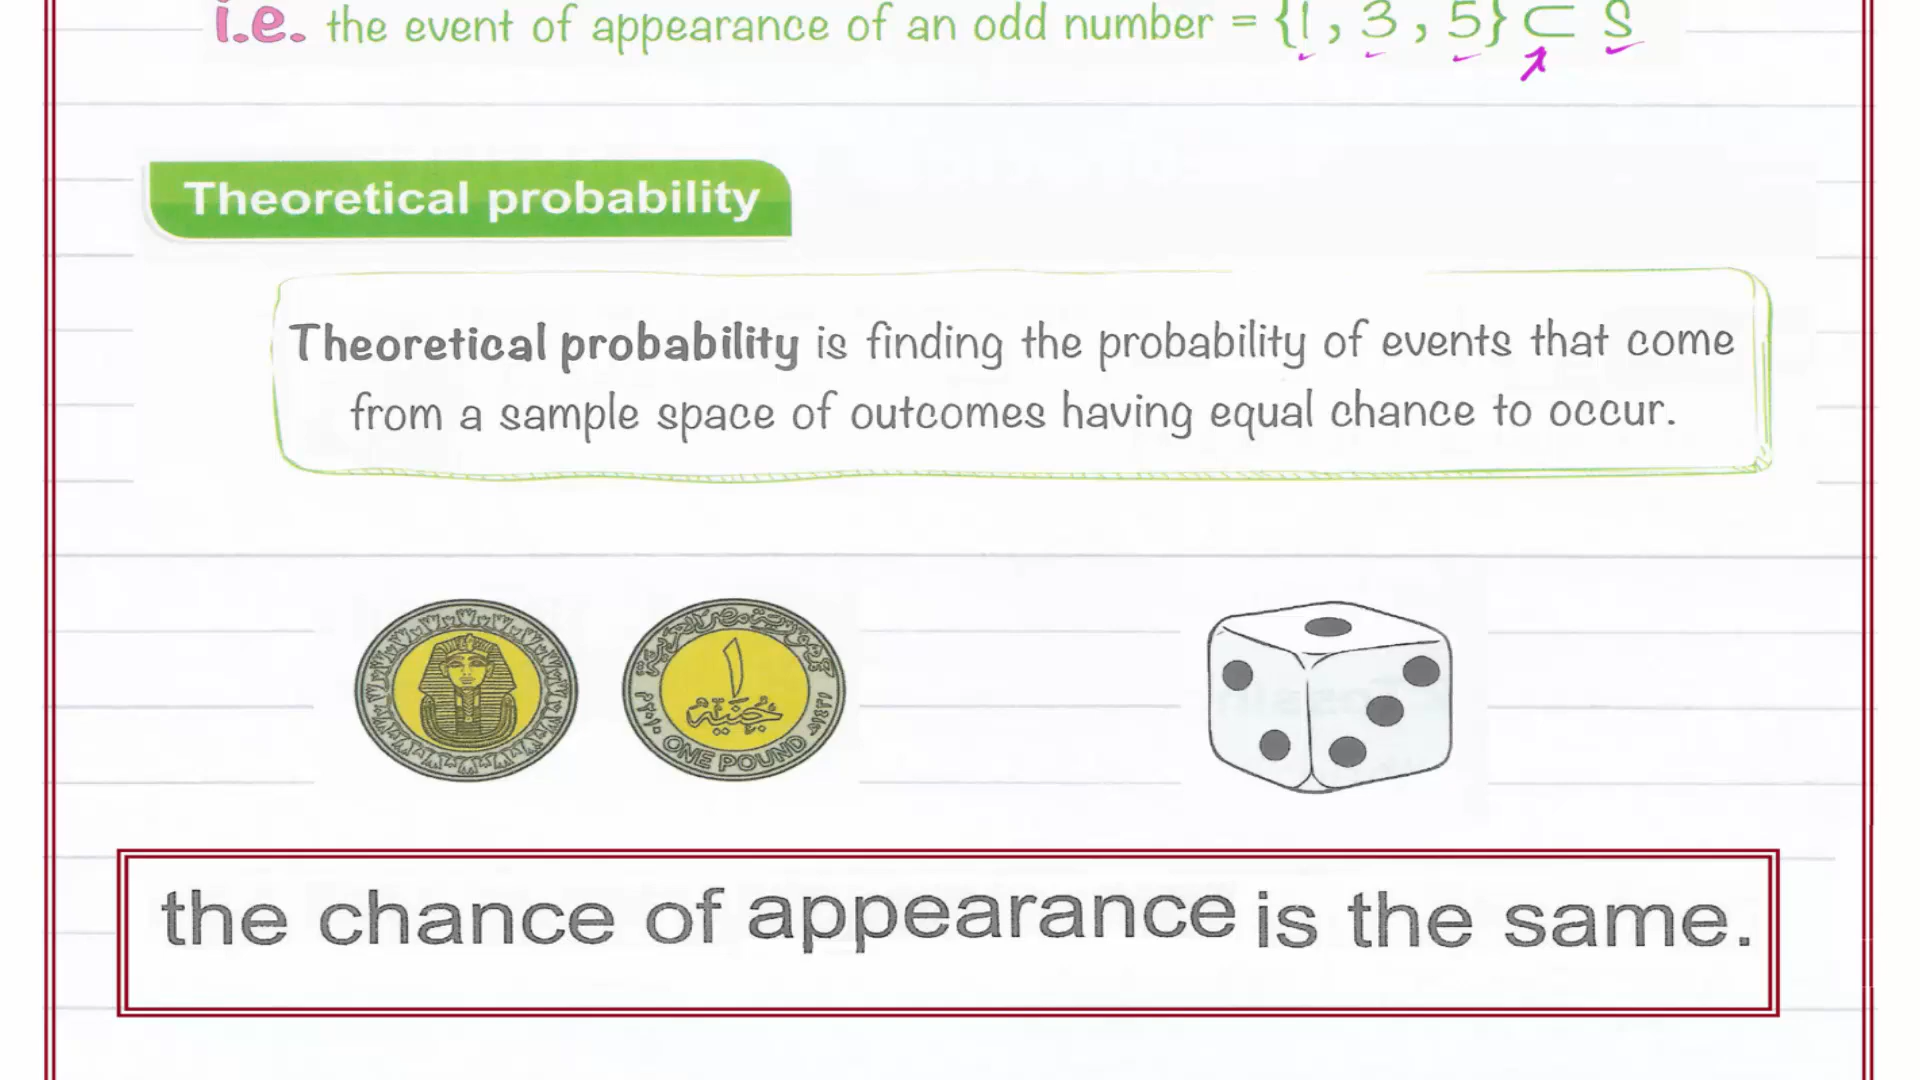 i.e. the event of appearance of an odd number = {1 , 3 , 5} ⊂ S
Theoretical probability
Theoretical probability is finding the probability of events that come
from a sample space of outcomes having equal chance to occur.
١
جنيه
ONE POUND
the chance of appearance is the same.